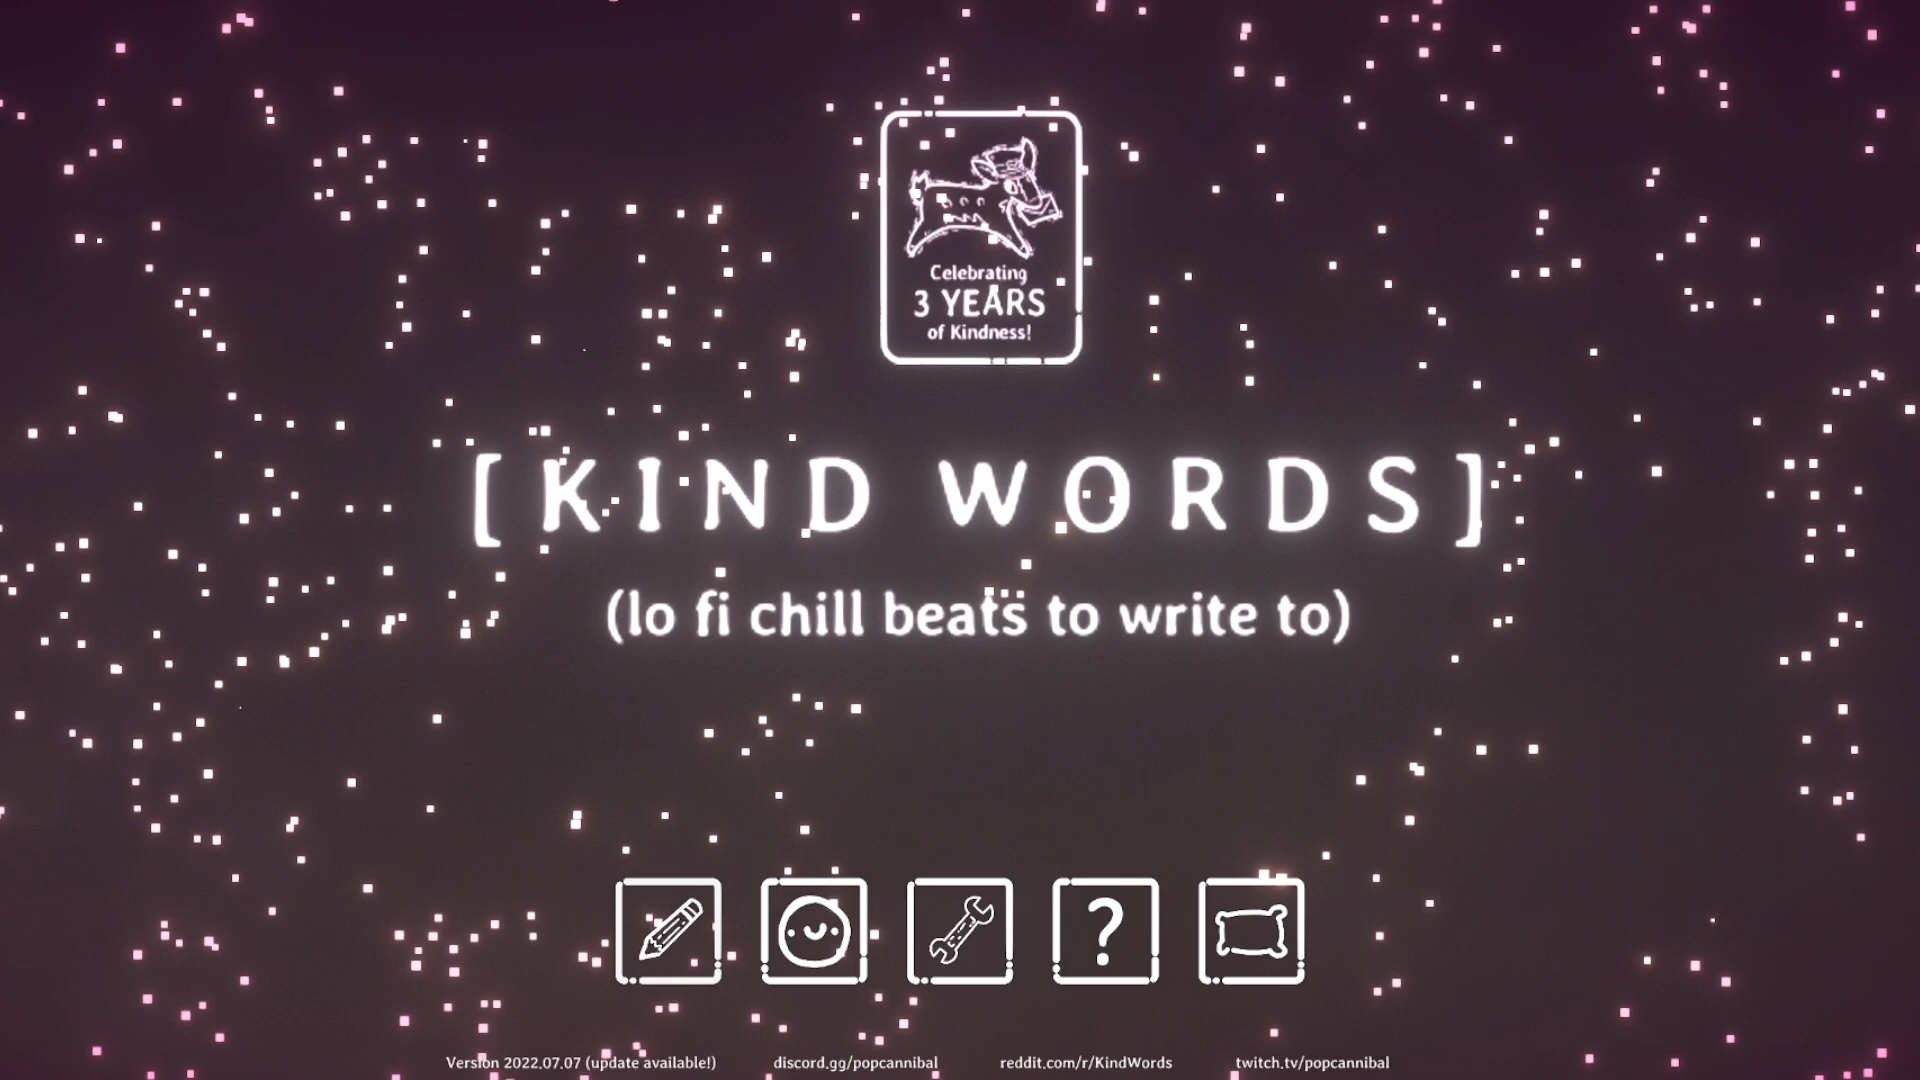 Celebrating
3 YEARS
of Kindness!
[KIND WORDS]
(lo fi chill beats to write to)
?
Version 2022.07.07 (update available!) discord.gg/popcannibal reddit.com/r/KindWords twitch.tv/popcannibal